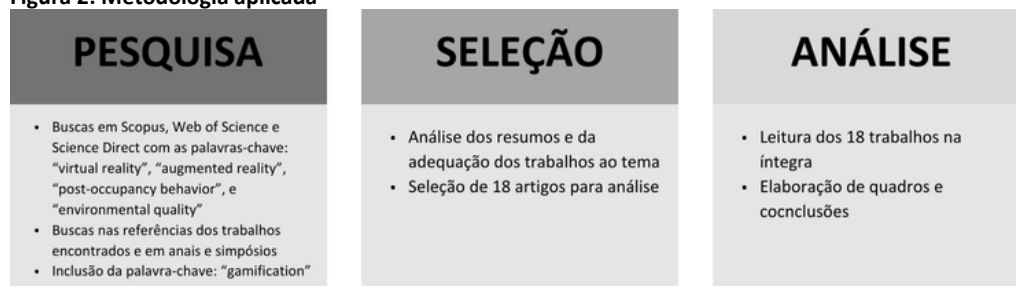 Figura 2: Metodologia aplicada
PESQUISA
• Buscas em Scopus, Web of Science e
Science Direct com as palavras-chave:
“virtual reality”, “augmented reality”,
“post-occupancy behavior”, e
“environmental quality”
• Buscas nas referências dos trabalhos
encontrados e em anais e simpósios
• Inclusão da palavra-chave: “gamification”
SELEÇÃO
• Análise dos resumos e da
adequação dos trabalhos ao tema
• Seleção de 18 artigos para análise
ANÁLISE
• Leitura dos 18 trabalhos na
íntegra
• Elaboração de quadros e
cocnclusões